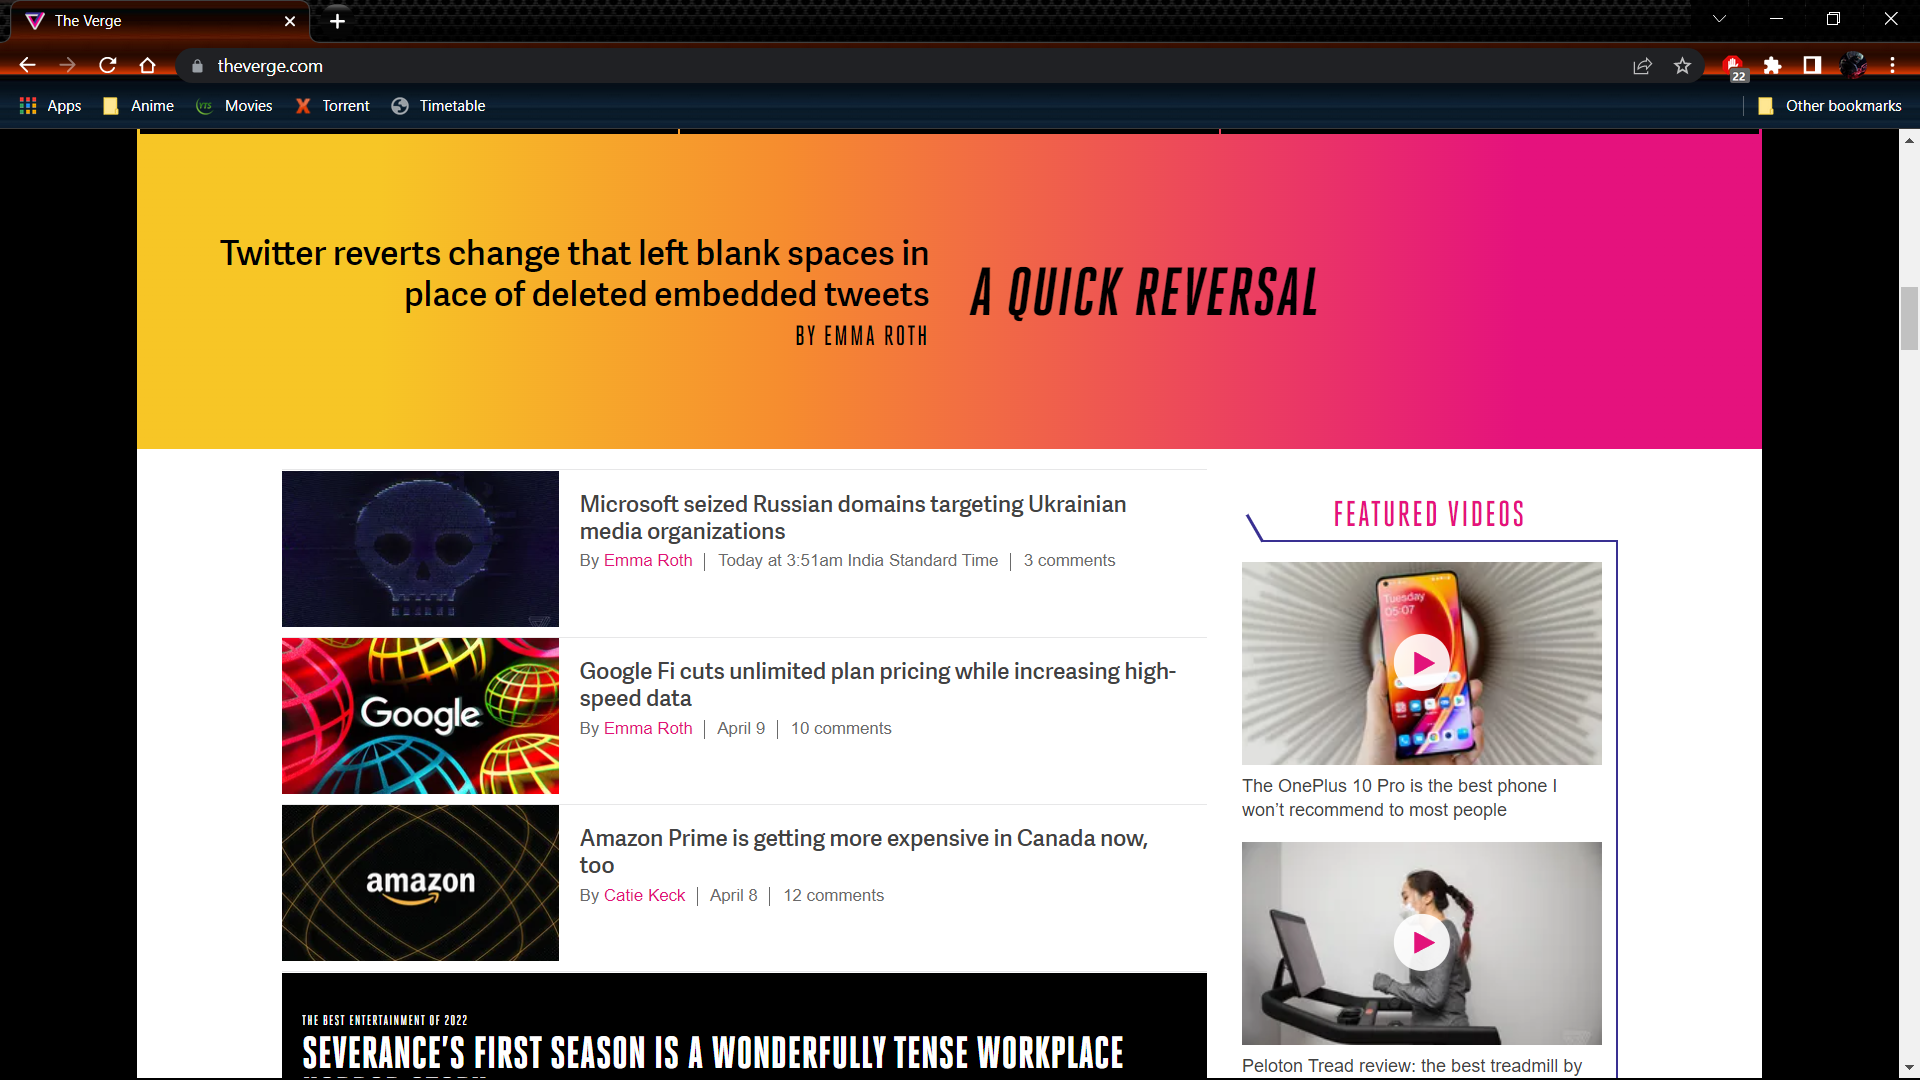 The Verge
theverge.com
22
Apps
Anime
YTS
Movies
Torrent
Timetable
Other bookmarks
Twitter reverts change that left blank spaces in
place of deleted embedded tweets
BY EMMA ROTH
A QUICK REVERSAL
Microsoft seized Russian domains targeting Ukrainian
media organizations
By Emma Roth | Today at 3:51am India Standard Time | 3 comments
Google
Google Fi cuts unlimited plan pricing while increasing high-
speed data
By Emma Roth | April 9 | 10 comments
amazon
Amazon Prime is getting more expensive in Canada now,
too
By Catie Keck | April 8 | 12 comments
THE BEST ENTERTAINMENT OF 2022
SEVERANCE'S FIRST SEASON IS A WONDERFULLY TENSE WORKPLACE
FEATURED VIDEOS
Tuesday
05:07
The OnePlus 10 Pro is the best phone I
won't recommend to most people
Peloton Tread review: the best treadmill by